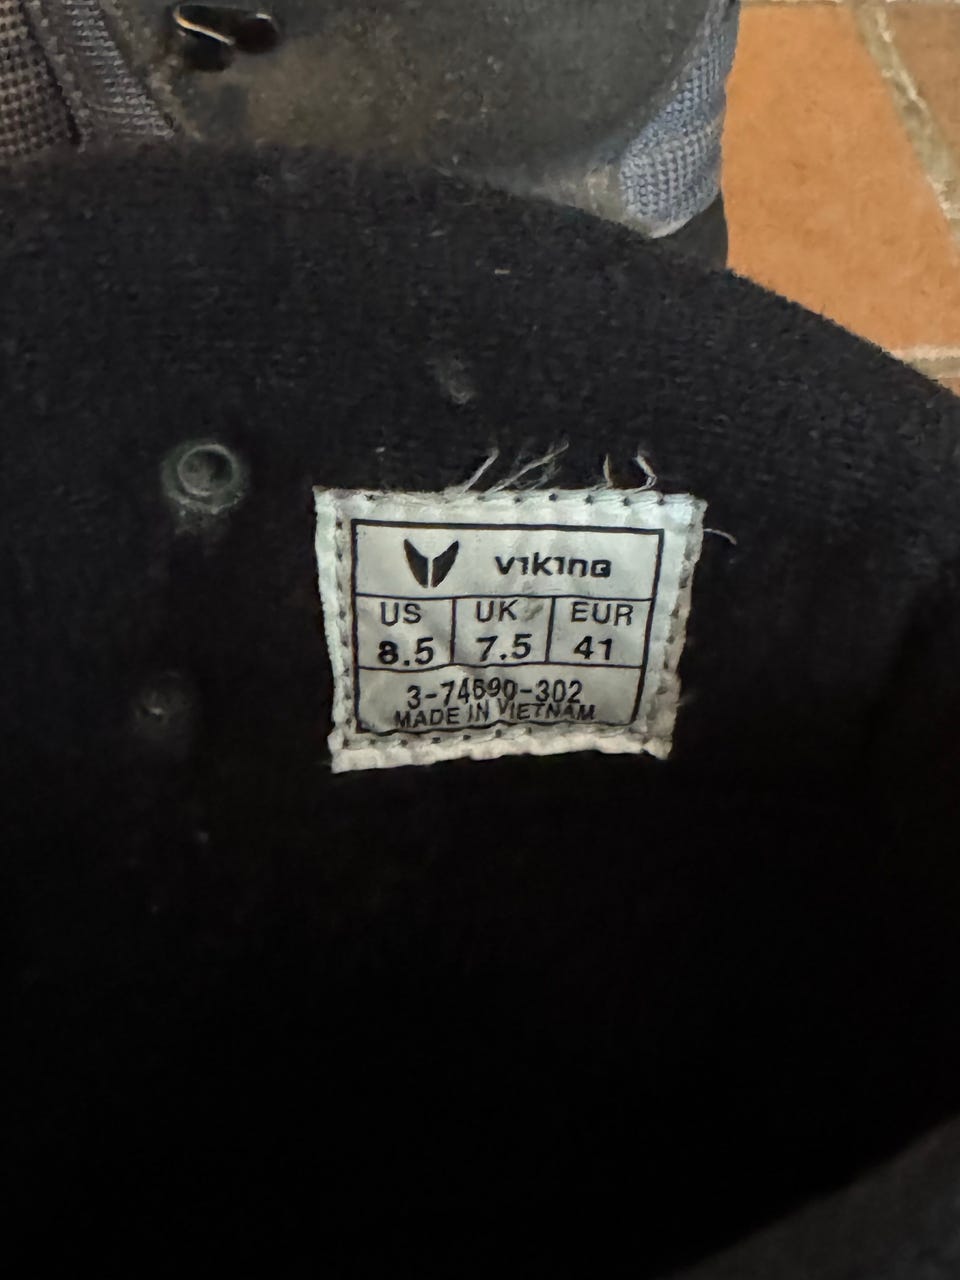 viking
US UK EUR
8.5 7.5 41
3-74690-302
MADE IN VIETNAM